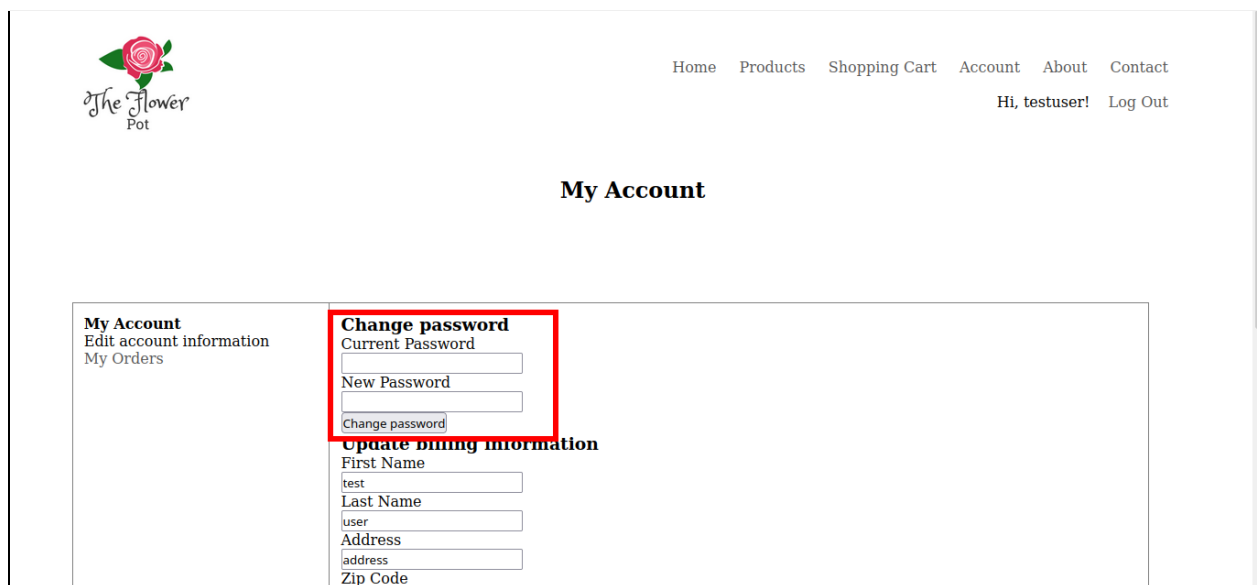 The Flower
Pot
Home Products Shopping Cart Account About Contact
Hi, testuser! Log Out
My Account
My Account
Edit account information
My Orders
Change password
Current Password
New Password
Change password
Update billing information
First Name
test
Last Name
user
Address
address
Zip Code